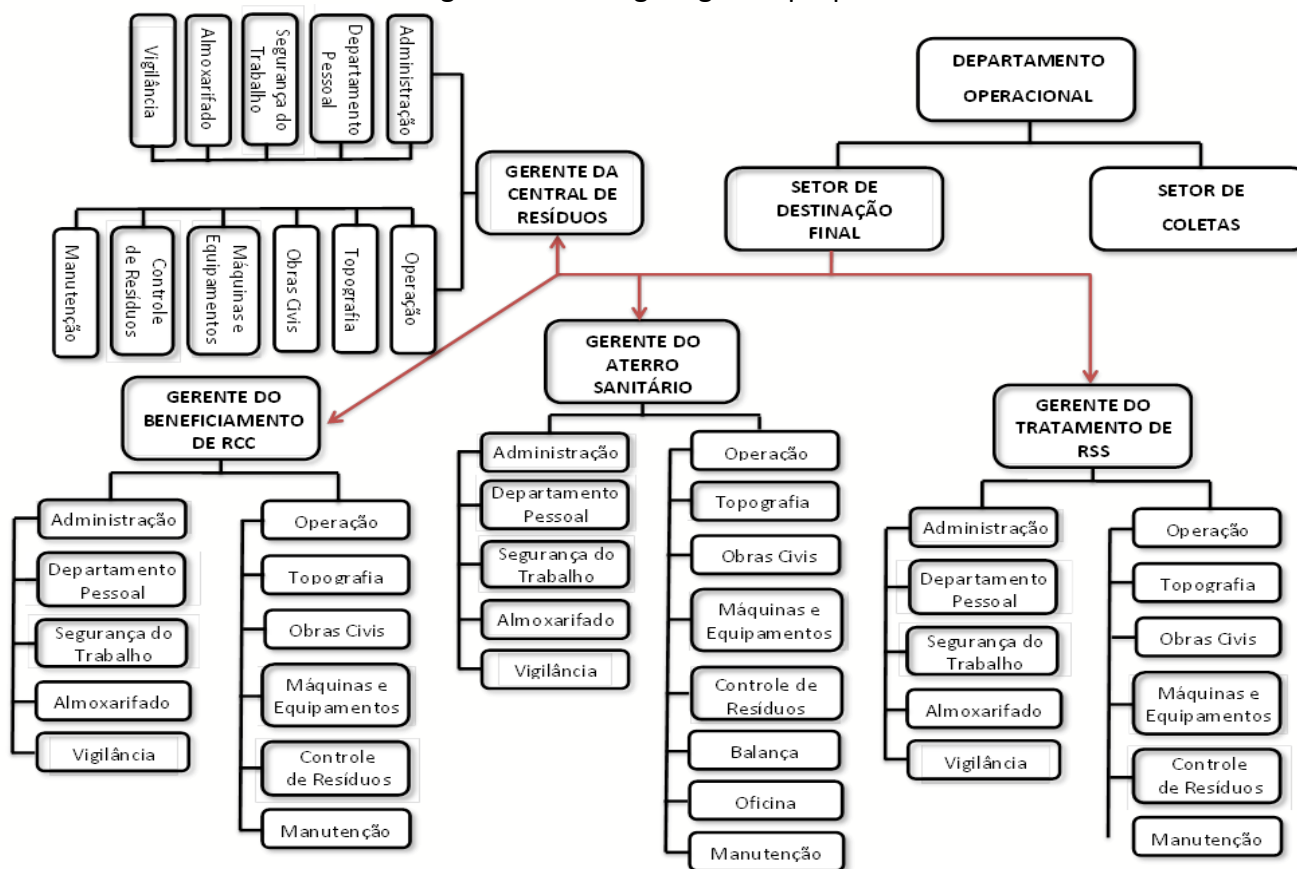 Vigilância
Almoxarifado
Segurança do
Trabalho
Departamento
Pessoal
Administração
DEPARTAMENTO
OPERACIONAL
GERENTE DA
CENTRAL DE
RESÍDUOS
SETOR DE
DESTINAÇÃO
FINAL
SETOR DE
COLETAS
Manutenção
Controle
de Resíduos
Máquinas e
Equipamentos
Obras Civis
Topografia
Operação
GERENTE DO
BENEFICIAMENTO
DE RCC
Administração
Departamento
Pessoal
Segurança do
Trabalho
Almoxarifado
Vigilância
Operação
Topografia
Obras Civis
Máquinas e
Equipamentos
Controle
de Resíduos
Manutenção
GERENTE DO
ATERRO
SANITÁRIO
Administração
Departamento
Pessoal
Segurança do
Trabalho
Almoxarifado
Vigilância
Operação
Topografia
Obras Civis
Máquinas e
Equipamentos
Controle de
Resíduos
Balança
Oficina
Manutenção
GERENTE DO
TRATAMENTO DE
RSS
Administração
Departamento
Pessoal
Segurança do
Trabalho
Almoxarifado
Vigilância
Operação
Topografia
Obras Civis
Máquinas e
Equipamentos
Controle
de Resíduos
Manutenção